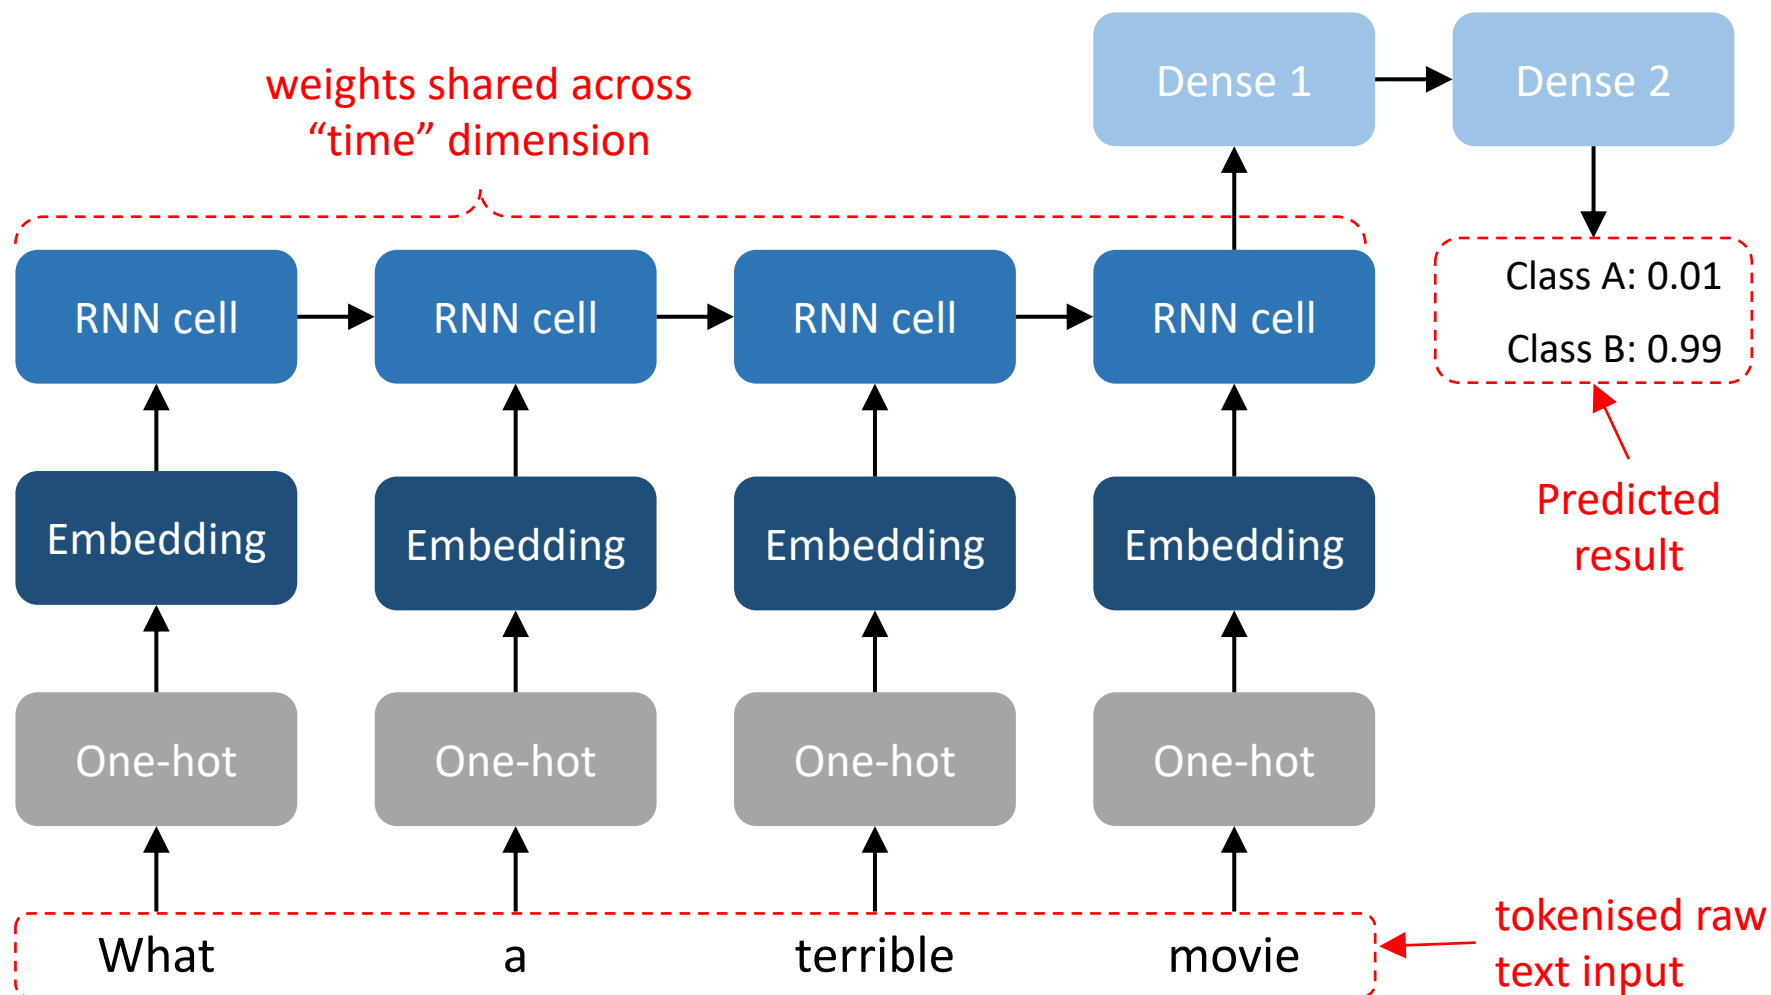 Dense 1
Dense 2
weights shared across
“time” dimension
RNN cell
RNN cell
RNN cell
RNN cell
Class A: 0.01
Class B: 0.99
Predicted
result
Embedding
Embedding
Embedding
Embedding
One-hot
One-hot
One-hot
One-hot
What
a
terrible
movie
tokenised raw
text input